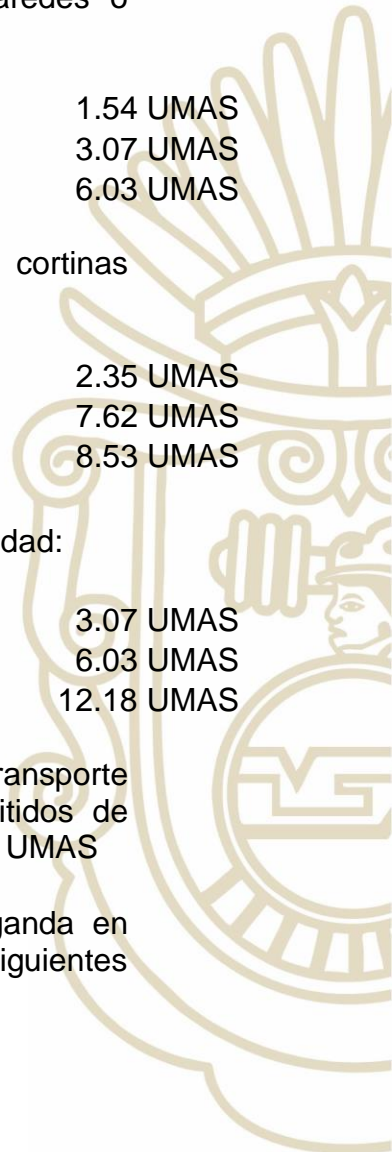 1.54 UMAS
3.07 UMAS
6.03 UMAS
cortinas
2.35 UMAS
7.62 UMAS
8.53 UMAS
dad:
3.07 UMAS
6.03 UMAS
12.18 UMAS
ransporte
itidos de
UMAS
ganda en
iguientes